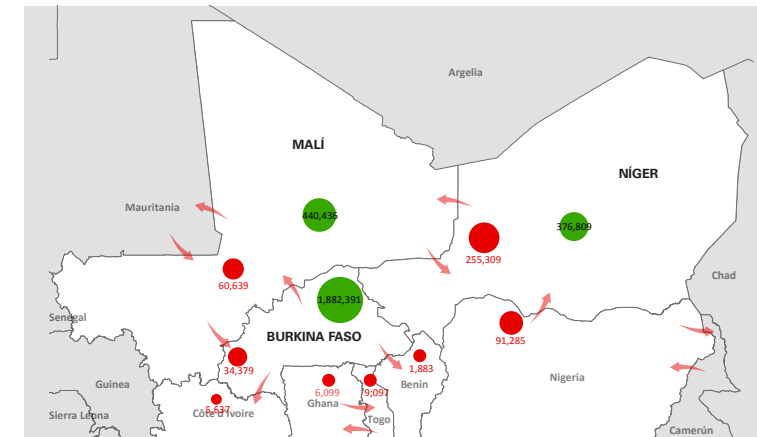 Argelia
MALÍ
NÍGER
Mauritania
440,436
376,809
255,309
60,639
Chad
1,882,391
Senegal
BURKINA FASO
91,285
34,379
1,883
Guinea
Benín
Nigeria
6,099
9,097
5,637
Ghana
Côte d'Ivoire
Sierra Leona
Togo
Camerún